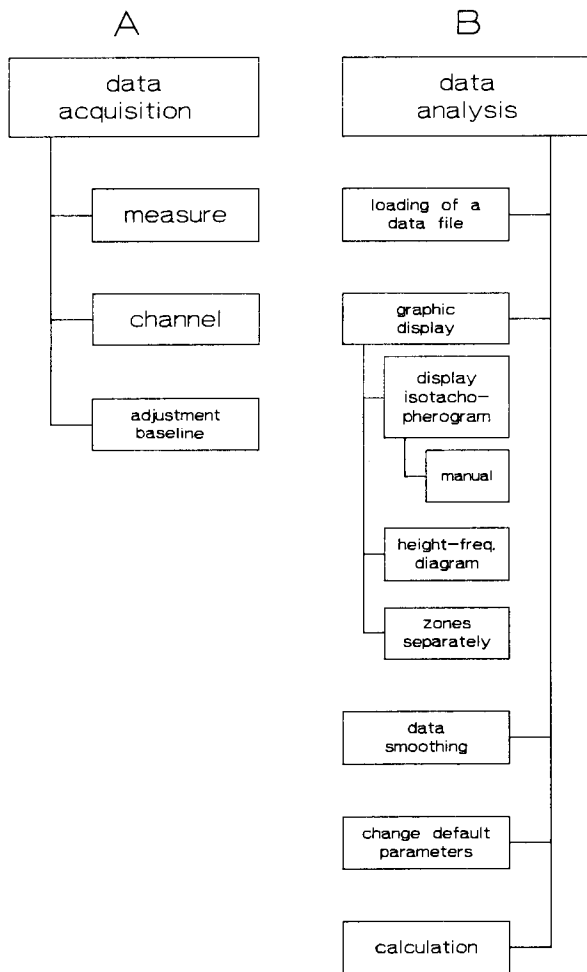 A
data
acquisition
measure
channel
adjustment
baseline
B
data
analysis
loading of a
data file
graphic
display
display
isotacho-
pherogram
manual
height-freq.
diagram
zones
separately
data
smoothing
change default
parameters
calculation